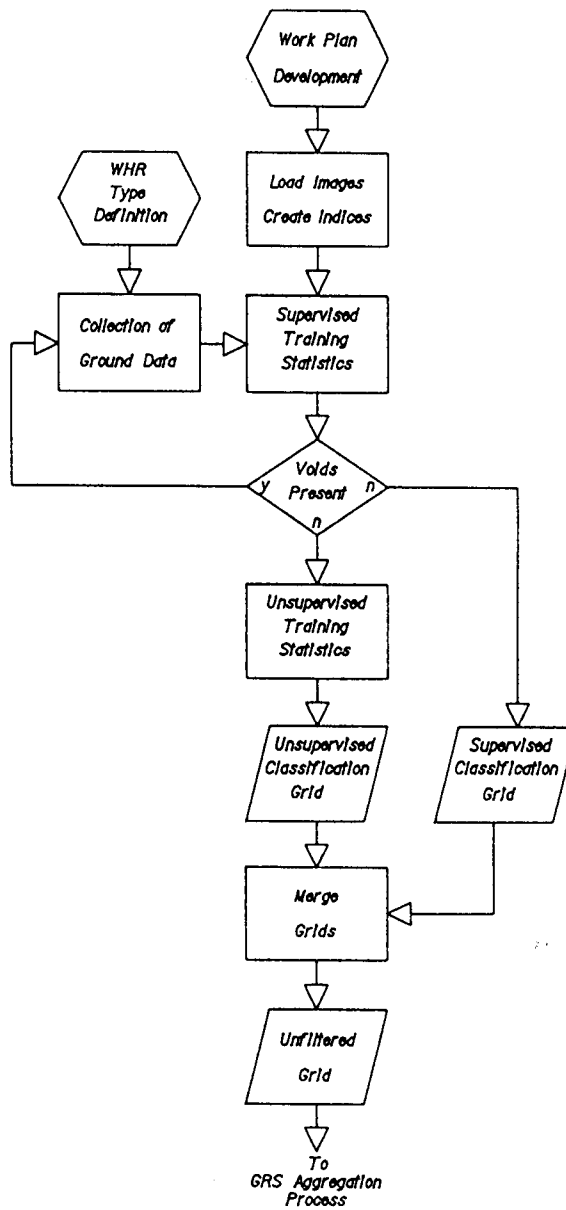 Work Plan
Development
WHR
Type
Definition
Load Images
Create Indices
Collection of
Ground Data
Supervised
Training
Statistics
Voids
Present
y
n
n
Unsupervised
Training
Statistics
Unsupervised
Classification
Grid
Supervised
Classification
Grid
Merge
Grids
Unfiltered
Grid
To
GRS Aggregation
Process